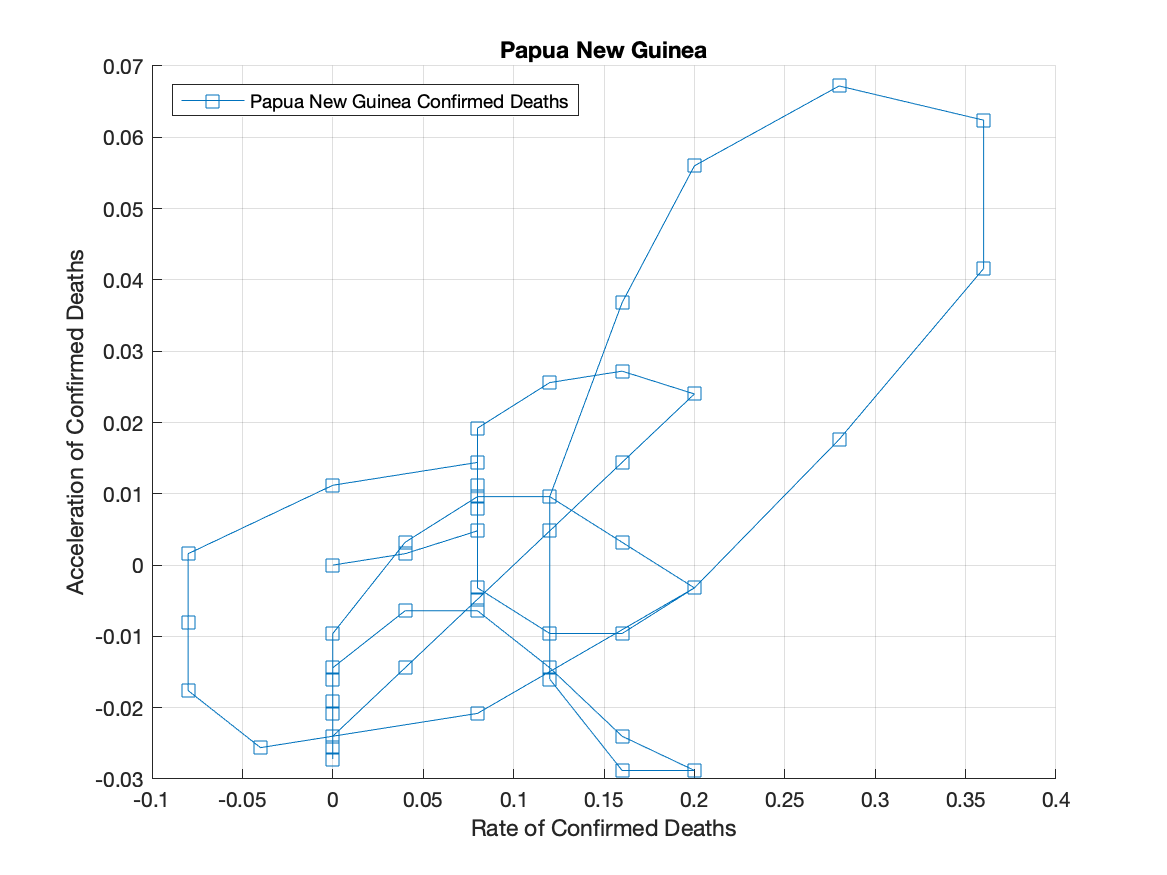 Papua New Guinea
Papua New Guinea Confirmed Deaths
Acceleration of Confirmed Deaths
0.07
0.06
0.05
0.04
0.03
0.02
0.01
0
-0.01
-0.02
-0.03
-0.1 -0.05 0 0.05 0.1 0.15 0.2 0.25 0.3 0.35 0.4
Rate of Confirmed Deaths